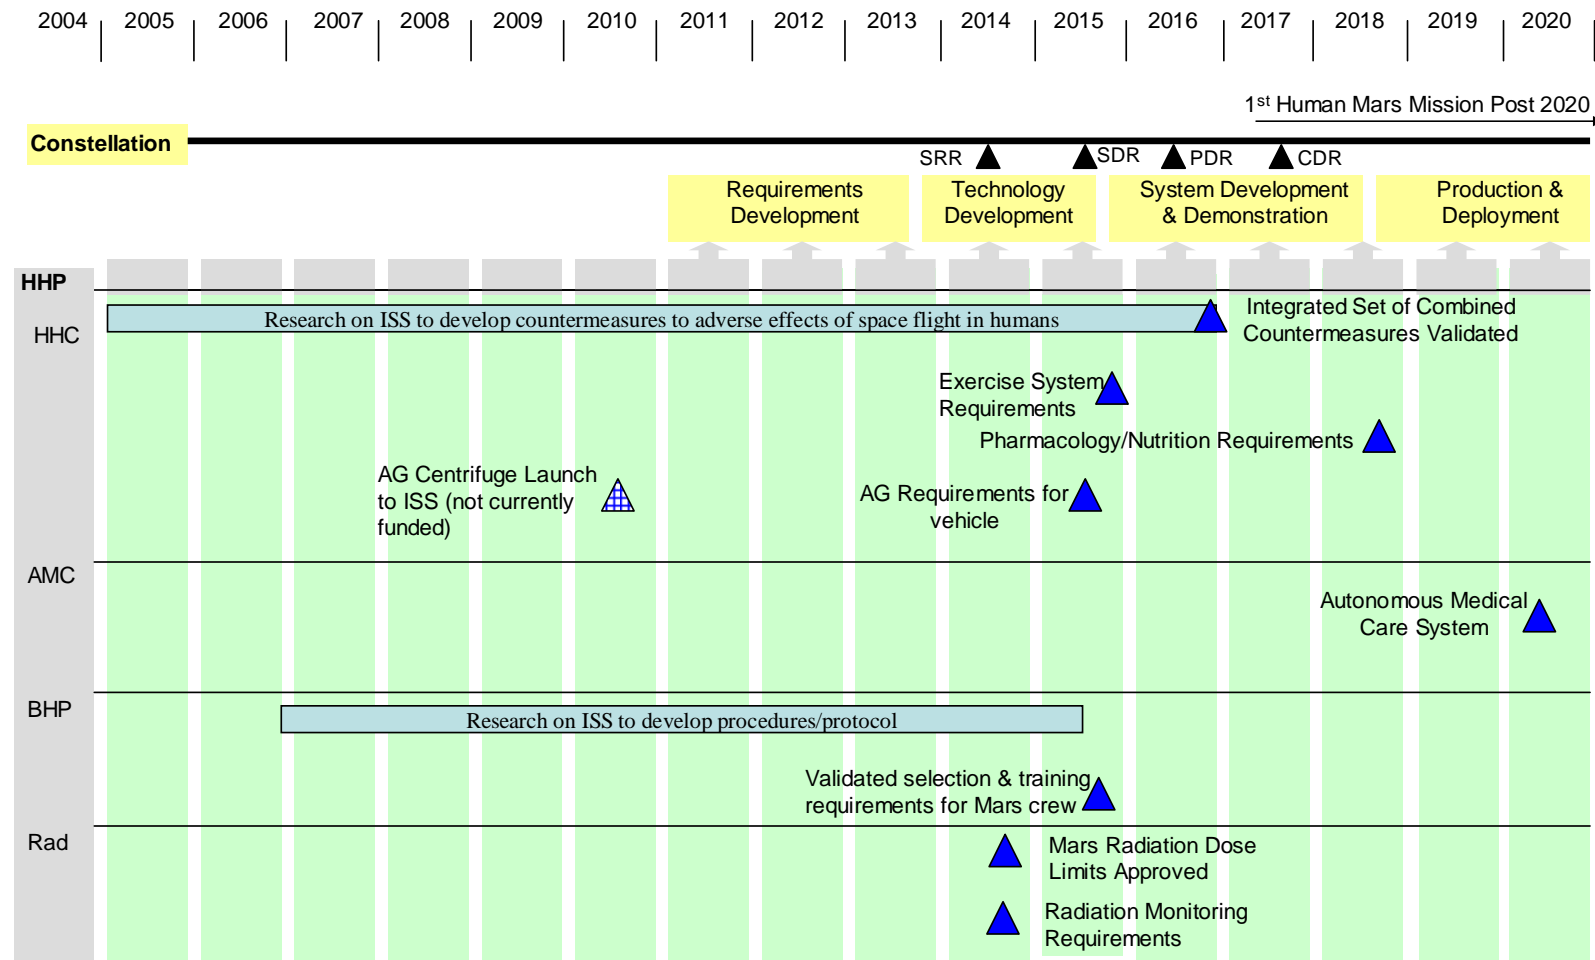 2004 2005 2006 2007 2008 2009 2010 2011 2012 2013 2014 2015 2016 2017 2018 2019 2020
1st Human Mars Mission Post 2020
Constellation
SRR SDR PDR CDR
Requirements
Development
Technology
Development
System Development
& Demonstration
Production &
Deployment
HHP
HHC
Research on ISS to develop countermeasures to adverse effects of space flight in humans
Integrated Set of Combined
Countermeasures Validated
Exercise System
Requirements
Pharmacology/Nutrition Requirements
AG Centrifuge Launch
to ISS (not currently
funded)
AG Requirements for
vehicle
AMC
Autonomous Medical
Care System
BHP
Research on ISS to develop procedures/protocol
Validated selection & training
requirements for Mars crew
Rad
Mars Radiation Dose
Limits Approved
Radiation Monitoring
Requirements